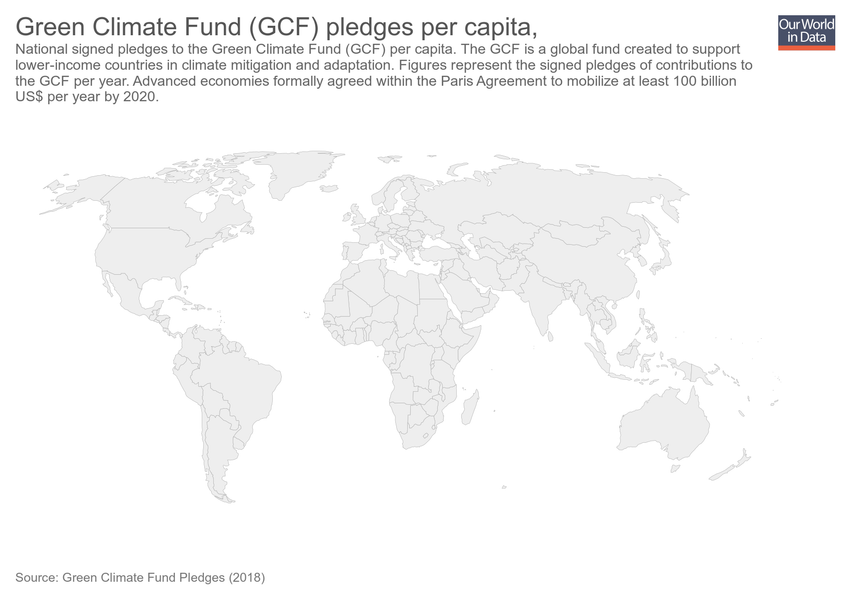 Green Climate Fund (GCF) pledges per capita,
Our World
in Data
National signed pledges to the Green Climate Fund (GCF) per capita. The GCF is a global fund created to support
lower-income countries in climate mitigation and adaptation. Figures represent the signed pledges of contributions to
the GCF per year. Advanced economies formally agreed within the Paris Agreement to mobilize at least 100 billion
US$ per year by 2020.
Source: Green Climate Fund Pledges (2018)